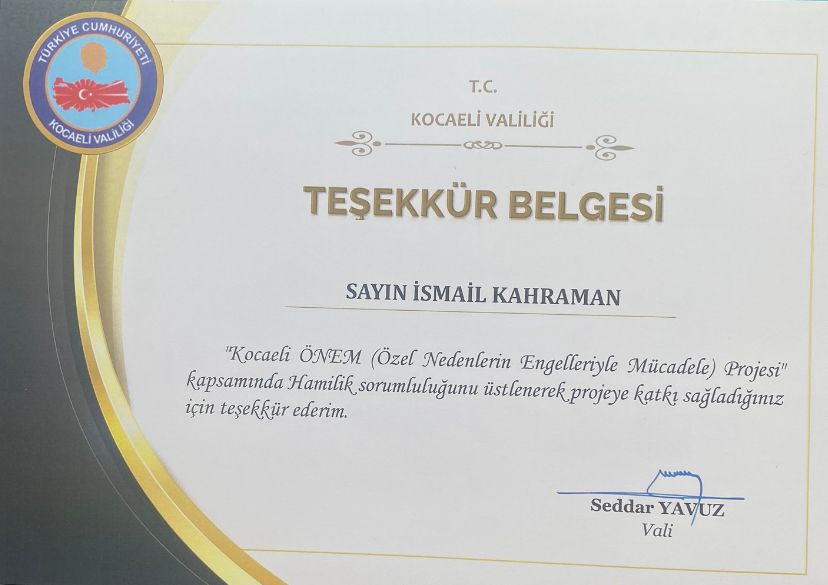 TÜRKİYE CUMHURİYETİ
KOCAELİ VALİLİĞİ
T.C.
KOCAELİ VALİLİĞİ
TEŞEKKÜR BELGESİ
SAYIN İSMAİL KAHRAMAN
"Kocaeli ÖNEM (Özel Nedenlerin Engelleriyle Mücadele) Projesi"
kapsamında Hamilik sorumluluğunu üstlenerek projeye katkı sağladığınız
için teşekkür ederim.
Seddar YAVUZ
Vali